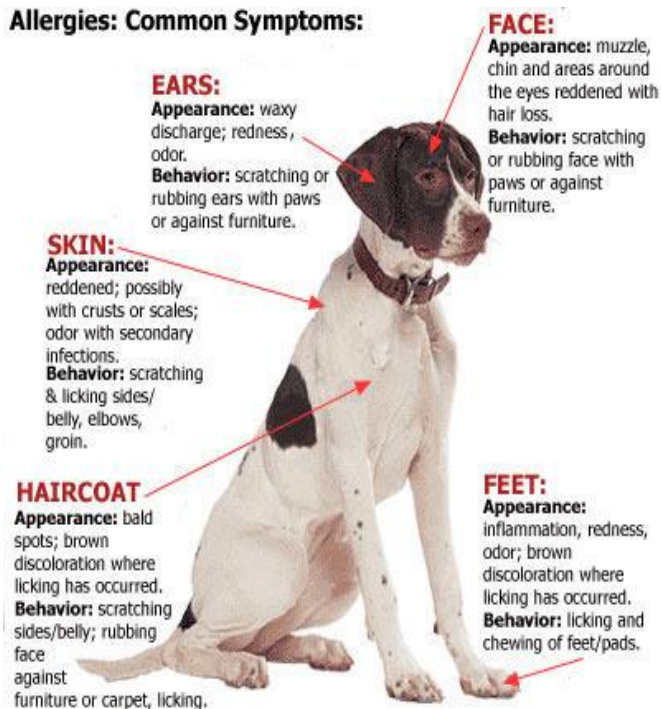 Allergies: Common Symptoms:
FACE:
Appearance: muzzle,
chin and areas around
the eyes reddened with
hair loss.
Behavior: scratching
or rubbing face with
paws or against
furniture.
EARS:
Appearance: waxy
discharge; redness,
odor.
Behavior: scratching or
rubbing ears with paws
or against furniture.
SKIN:
Appearance:
reddened; possibly
with crusts or scales;
odor with secondary
infections.
Behavior: scratching
& licking sides/
belly, elbows,
groin.
HAIRCOAT
Appearance: bald
spots; brown
discoloration where
licking has occurred.
Behavior: scratching
sides/belly; rubbing
face
against
furniture or carpet, licking.
FEET:
Appearance:
inflammation, redness,
odor; brown
discoloration where
licking has occurred.
Behavior: licking and
chewing of feet/pads.